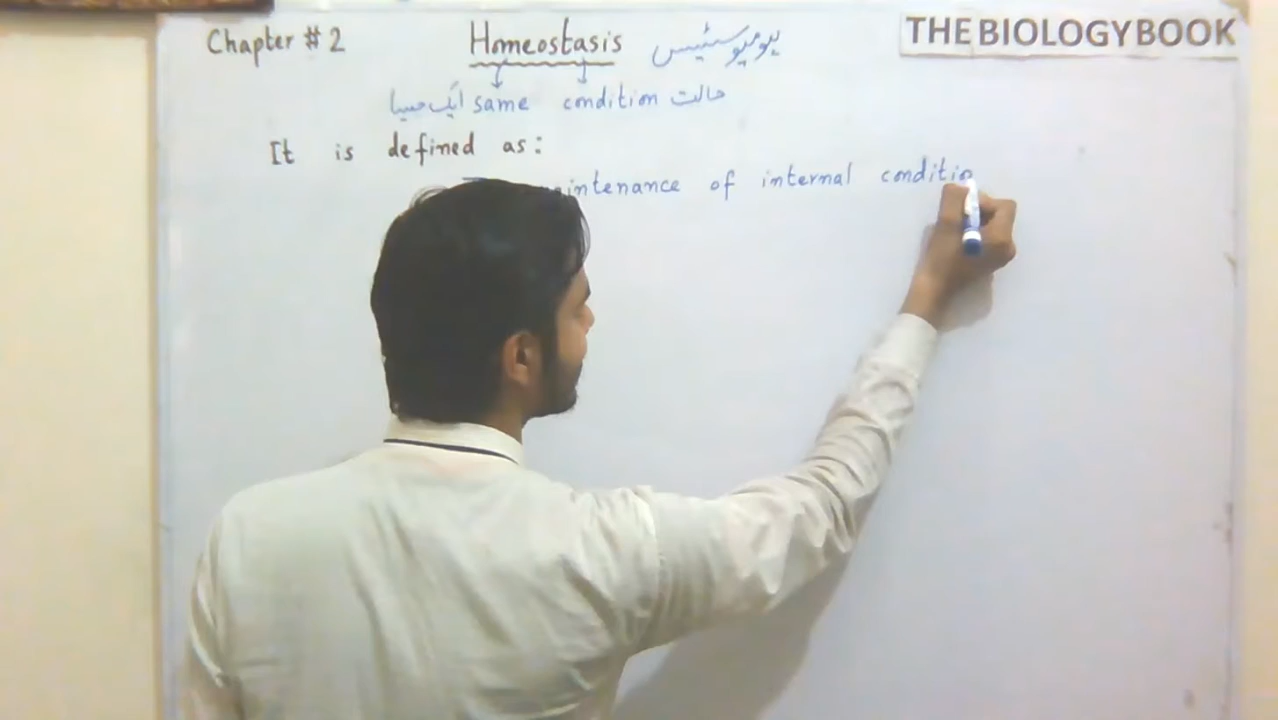 Chapter # 2 Homeostasis ہومیوسٹیسس THE BIOLOGY BOOK
ایک جیسا same condition حالت
It is defined as:
intenance of internal conditio